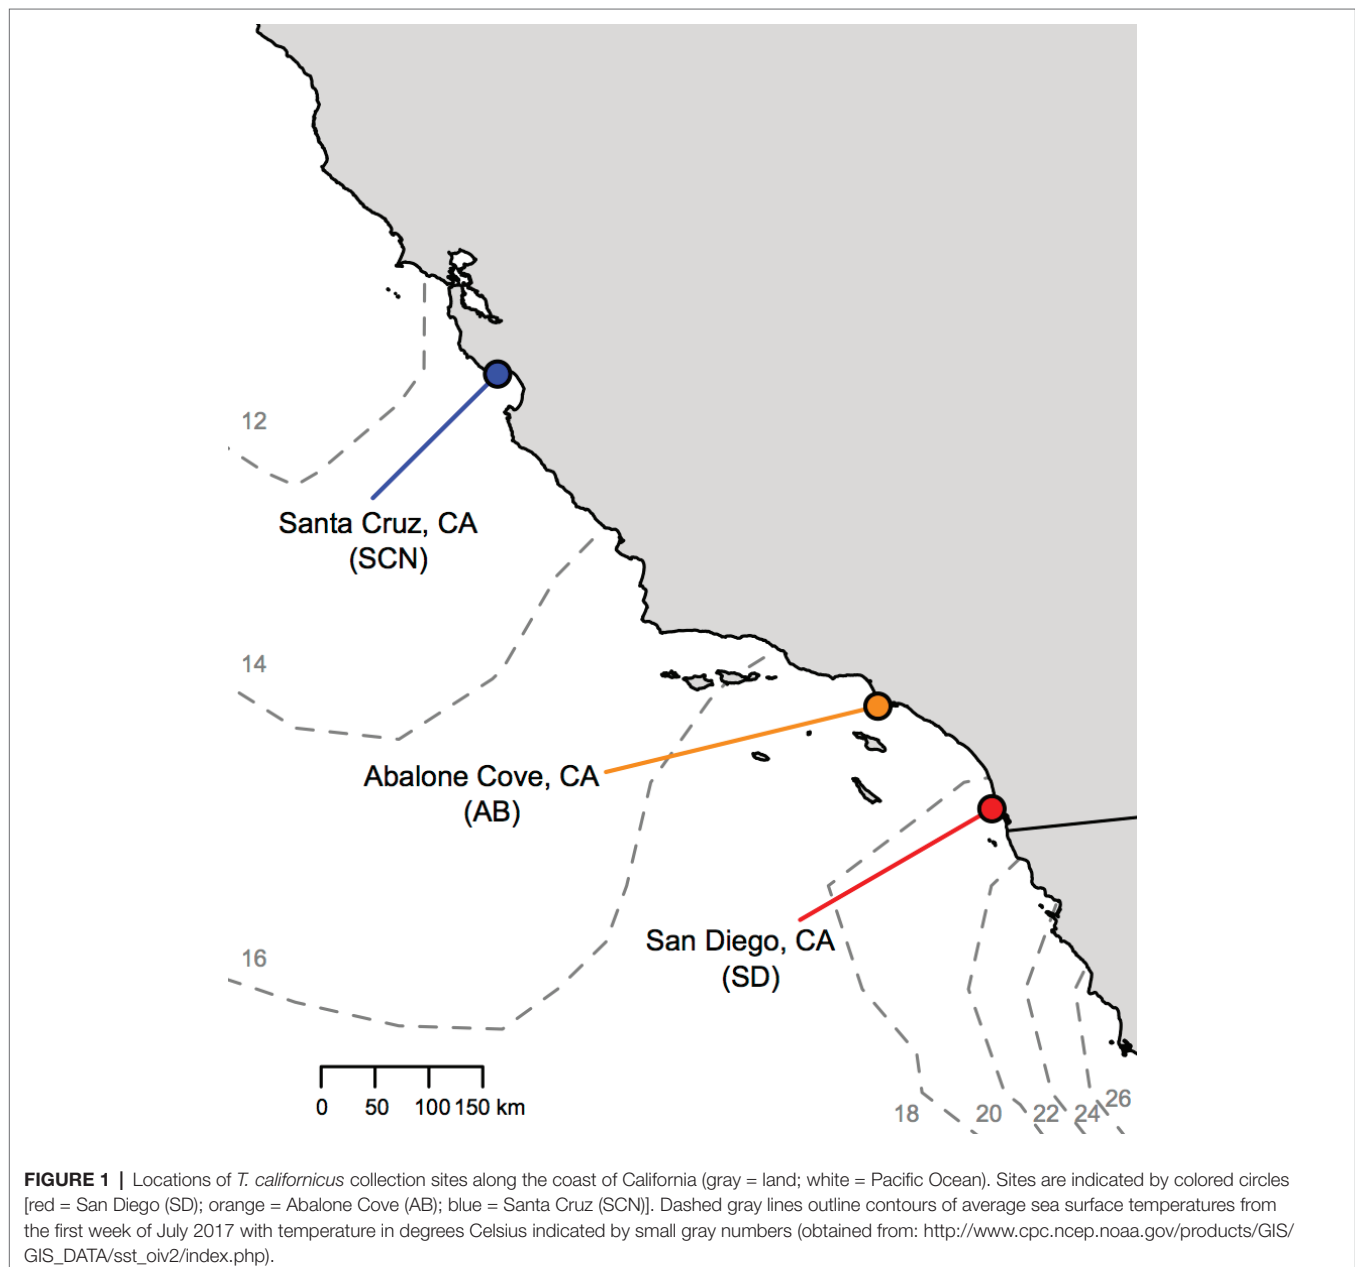 12
Santa Cruz, CA
(SCN)
14
Abalone Cove, CA
(AB)
San Diego, CA
(SD)
16
0 50 100 150 km
18 20 22 24 26
FIGURE 1 | Locations of T. californicus collection sites along the coast of California (gray = land; white = Pacific Ocean). Sites are indicated by colored circles
[red = San Diego (SD); orange = Abalone Cove (AB); blue = Santa Cruz (SCN)]. Dashed gray lines outline contours of average sea surface temperatures from
the first week of July 2017 with temperature in degrees Celsius indicated by small gray numbers (obtained from: http://www.cpc.ncep.noaa.gov/products/GIS/
GIS_DATA/sst_oiv2/index.php).